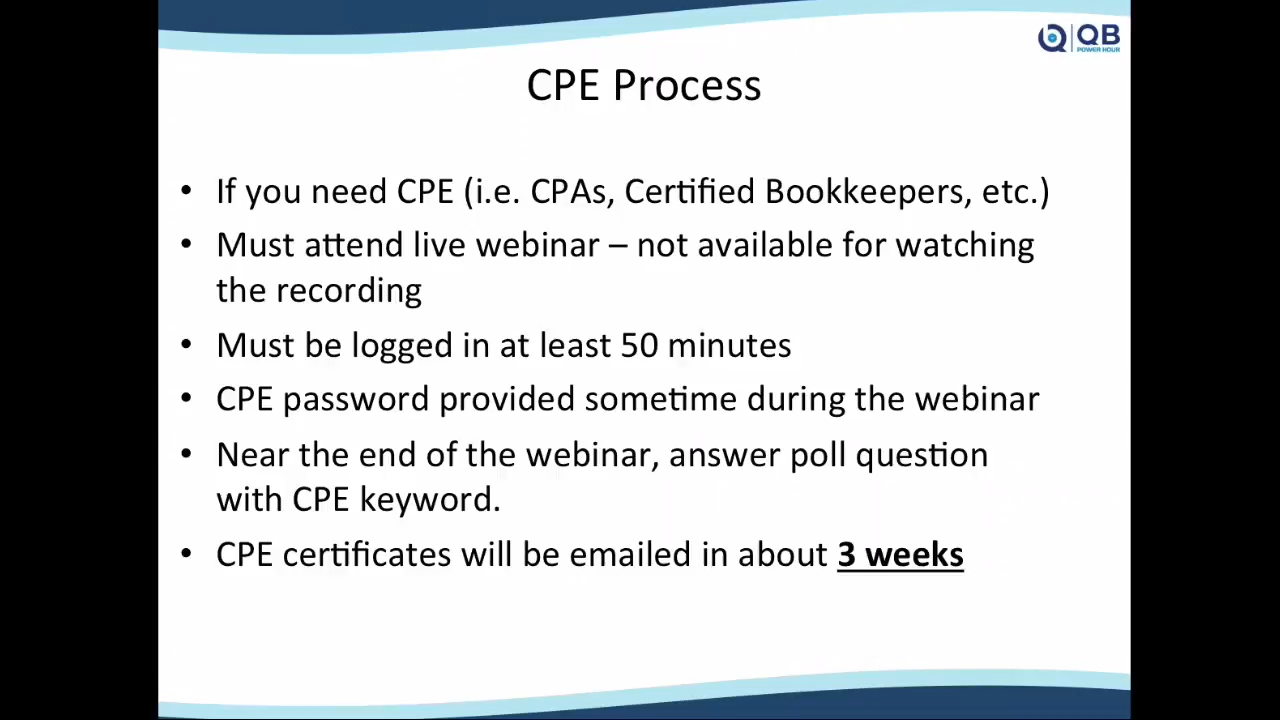 QB
POWER HOUR
CPE Process
• If you need CPE (i.e. CPAs, Certified Bookkeepers, etc.)
• Must attend live webinar – not available for watching
the recording
• Must be logged in at least 50 minutes
• CPE password provided sometime during the webinar
• Near the end of the webinar, answer poll question
with CPE keyword.
• CPE certificates will be emailed in about 3 weeks